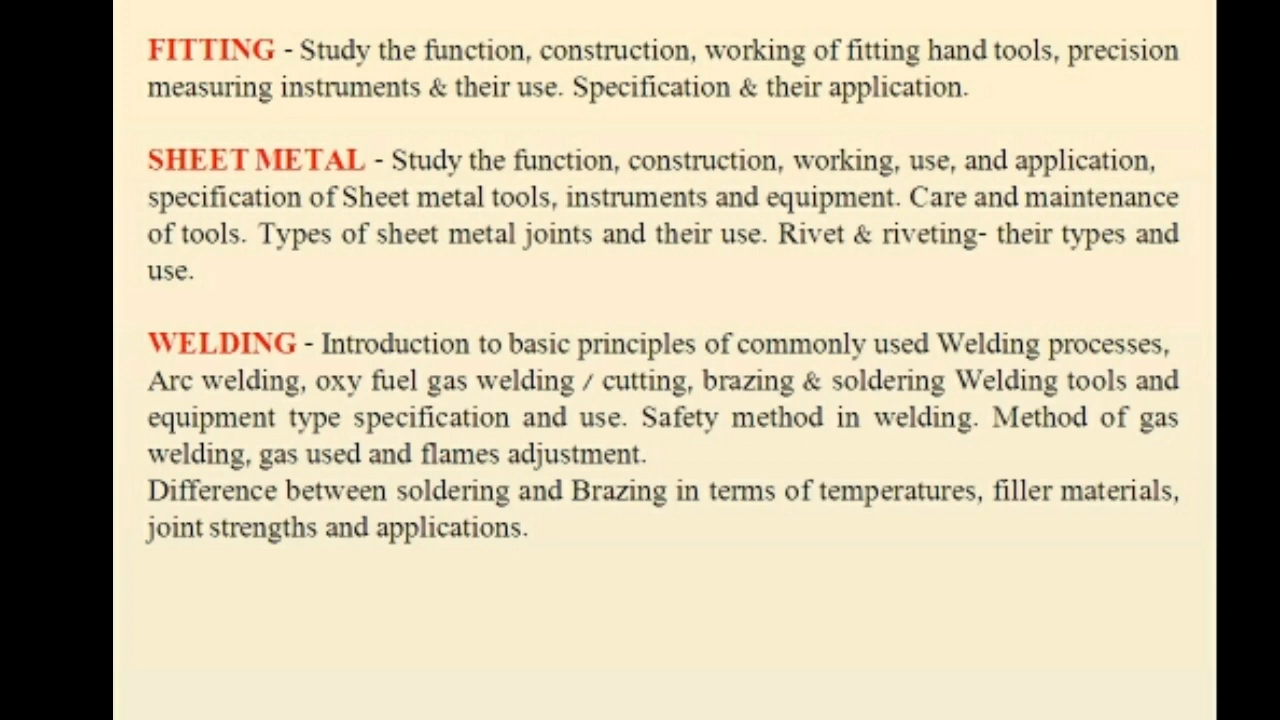 FITTING - Study the function, construction, working of fitting hand tools, precision
measuring instruments & their use. Specification & their application.
SHEET METAL - Study the function, construction, working, use, and application,
specification of Sheet metal tools, instruments and equipment. Care and maintenance
of tools. Types of sheet metal joints and their use. Rivet & riveting- their types and
use.
WELDING - Introduction to basic principles of commonly used Welding processes,
Arc welding, oxy fuel gas welding / cutting, brazing & soldering Welding tools and
equipment type specification and use. Safety method in welding. Method of gas
welding, gas used and flames adjustment.
Difference between soldering and Brazing in terms of temperatures, filler materials,
joint strengths and applications.